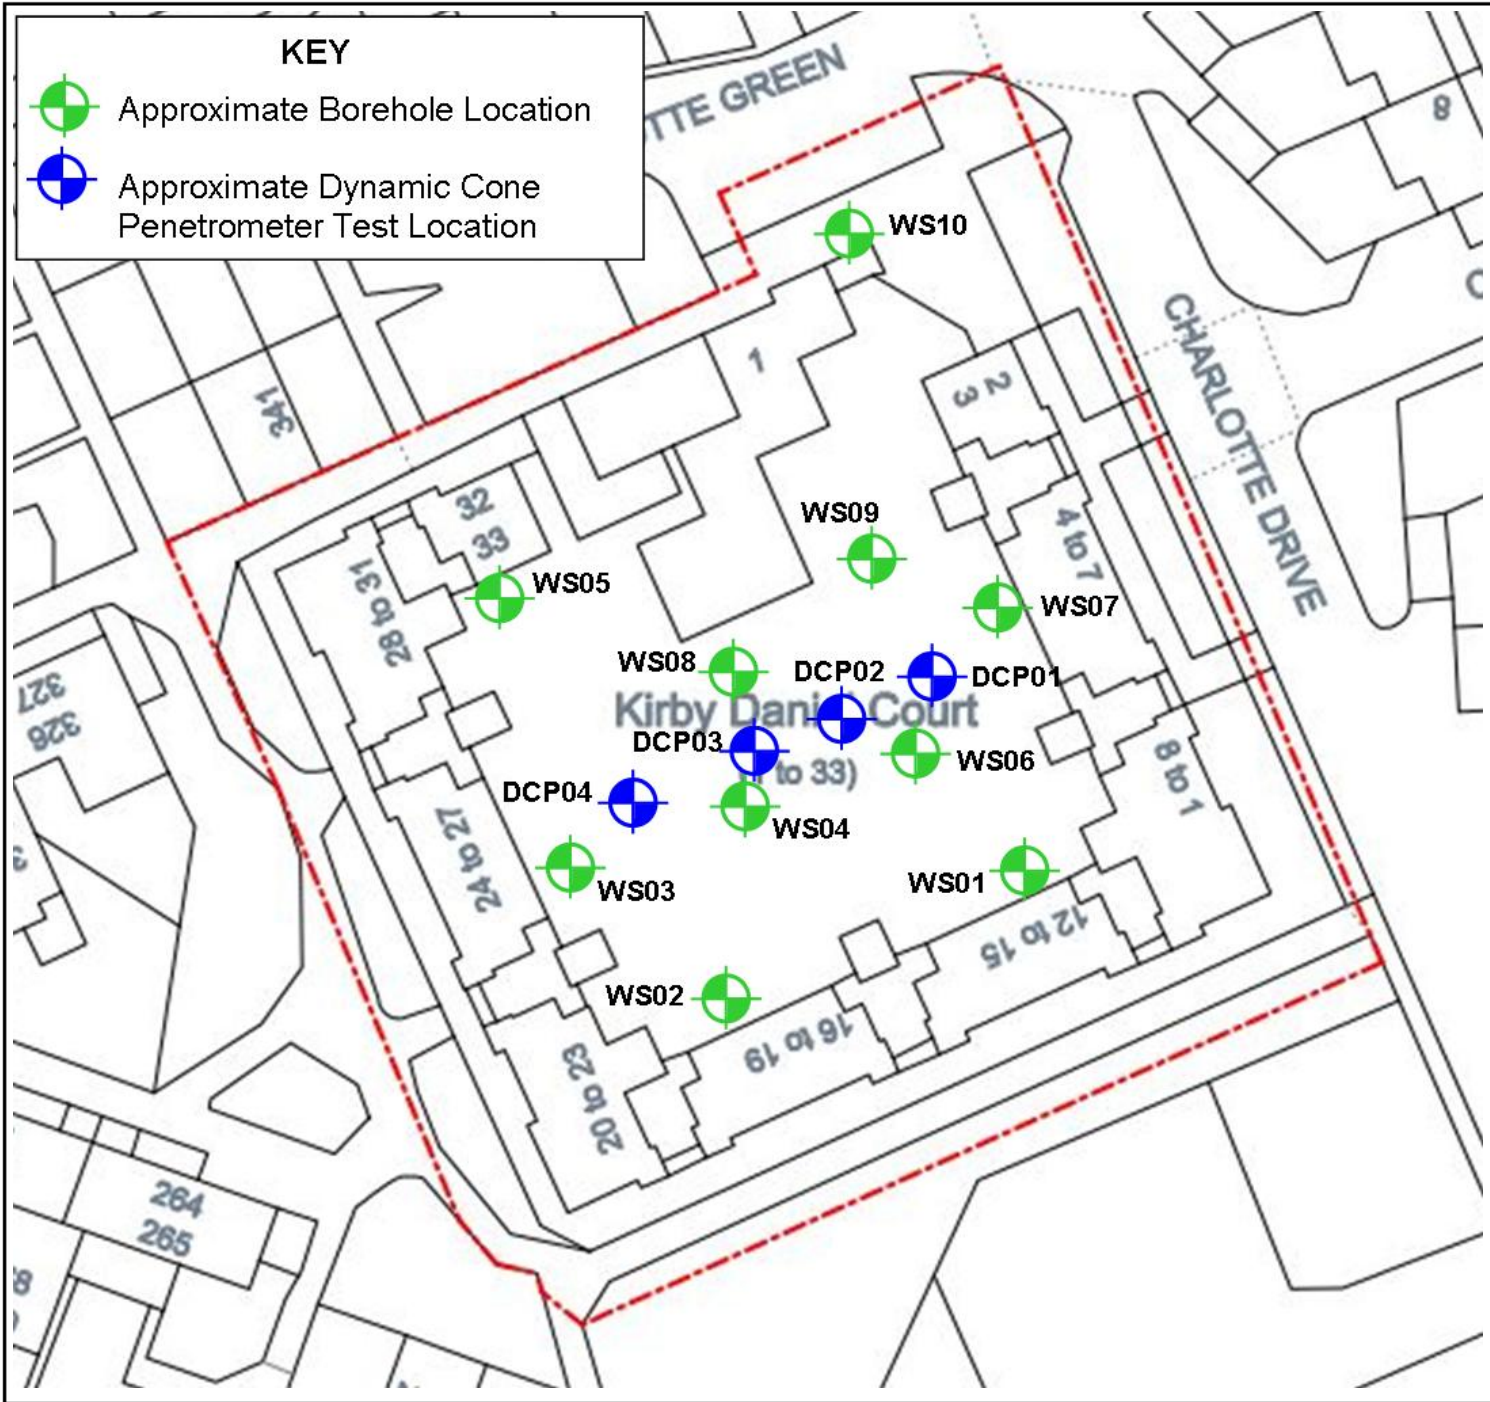 KEY
Approximate Borehole Location
Approximate Dynamic Cone
Penetrometer Test Location
TTE GREEN
8
WS10
CHARLOTTE DRIVE
1
341
2
3
32
33
WS09
4 to 7
WS05
28 to 31
WS07
WS08
DCP02
DCP01
327
326
Kirby Daniel Court
DCP03
WS06
to 33)
8 to 1
DCP04
WS04
24 to 27
WS03
WS01
12 to 15
WS02
16 to 19
20 to 23
264
265